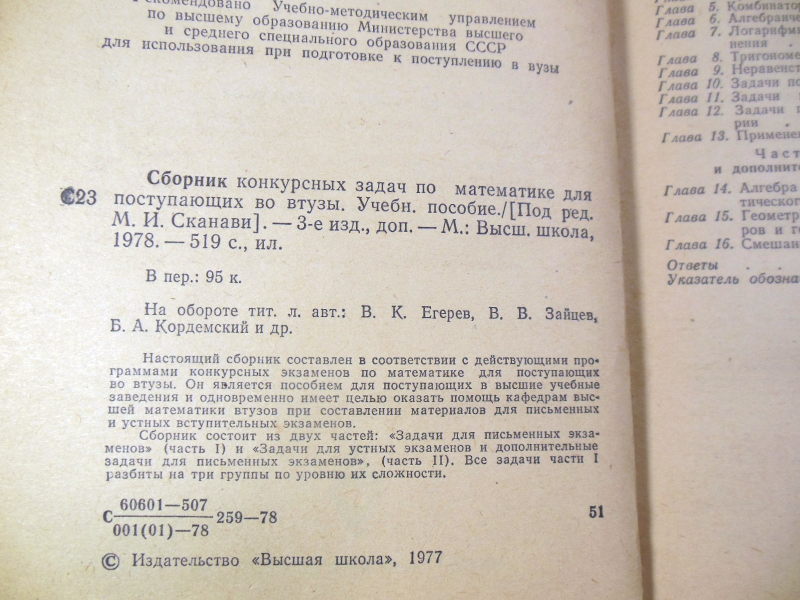 Рекомендовано Учебно-методическим управлением
по высшему образованию Министерства высшего
и среднего специального образования СССР
для использования при подготовке к поступлению в вузы
С23
Сборник конкурсных задач по математике для
поступающих во втузы. Учебн. пособие./[Под ред.
М. И. Сканави]. — 3-е изд., доп. — М.: Высш. школа,
1978. — 519 с., ил.
В пер.: 95 к.
На обороте тит. л. авт.: В. К. Егерев, В. В. Зайцев,
Б. А. Кордемский и др.
Настоящий сборник составлен в соответствии с действующими про-
граммами конкурсных экзаменов по математике для поступающих
во втузы. Он является пособием для поступающих в высшие учебные
заведения и одновременно имеет целью оказать помощь кафедрам выс-
шей математики втузов при составлении материалов для письменных
и устных вступительных экзаменов.
Сборник состоит из двух частей: «Задачи для письменных экза-
менов» (часть I) и «Задачи для устных экзаменов и дополнительные
задачи для письменных экзаменов», (часть II). Все задачи части I
разбиты на три группы по уровню их сложности.
60601—507
С 259—78
001(01)—78
51
© Издательство «Высшая школа», 1977
Глава 5. Комбинатор
Глава 6. Алгебраиче
Глава 7. Логарифми
нения .
Глава 8. Тригономе
Глава 9. Неравенст
Глава 10. Задачи по
Глава 11. Задачи
Глава 12. Задачи
рии .
Глава 13. Применен
Част
и дополнител
Глава 14. Алгебра
тического
Глава 15. Геометр
ров и ге
Глава 16. Смешан
Ответы . .
Указатель обозна